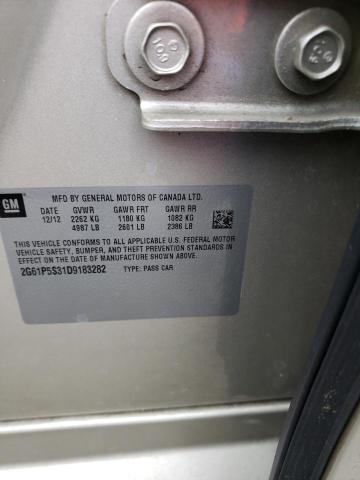 10.9
GM
MFD BY GENERAL MOTORS OF CANADA LTD.
DATE GVWR GAWR FRT GAWR RR
12/12 2262 KG 1180 KG 1082 KG
4987 LB 2601 LB 2386 LB
THIS VEHICLE CONFORMS TO ALL APPLICABLE U.S. FEDERAL MOTOR
VEHICLE SAFETY, BUMPER, AND THEFT PREVENTION STANDARDS IN
EFFECT ON THE DATE OF MANUFACTURE SHOWN ABOVE.
2G61P5S31D9183282 TYPE: PASS CAR